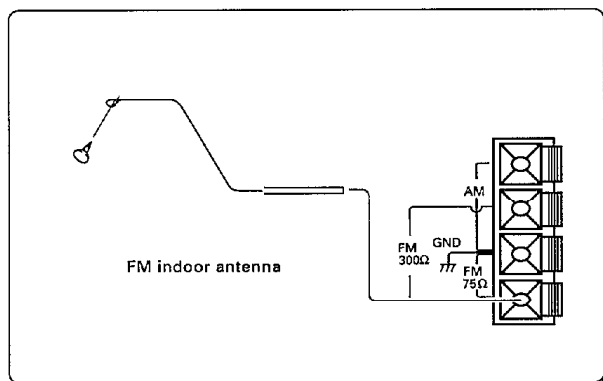 AM
GND
FM
300Ω
FM
75Ω
FM indoor antenna